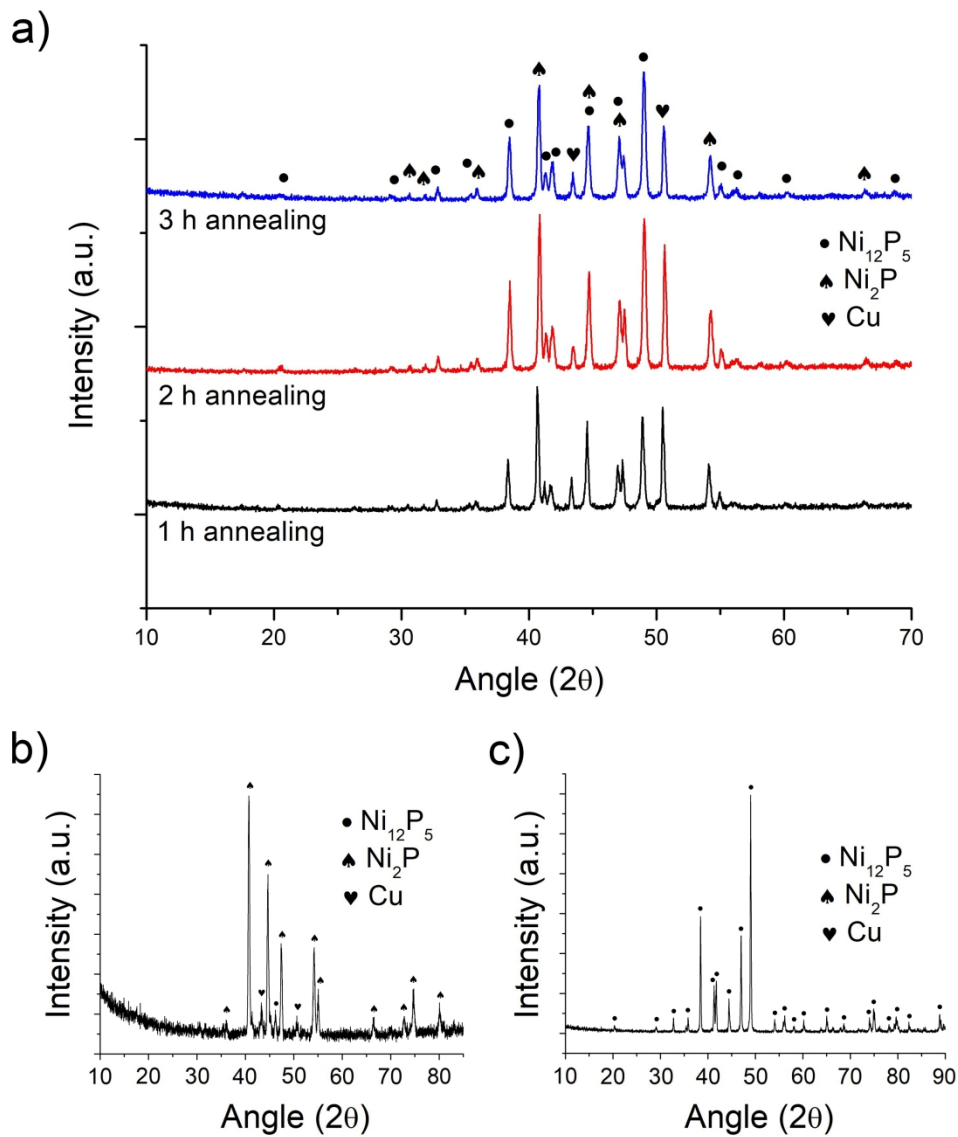 a)
Intensity (a.u.)
3 h annealing
2 h annealing
1 h annealing
● Ni₁₂P₅
♠ Ni₂P
♥ Cu
10 20 30 40 50 60 70
Angle (2θ)
b)
Intensity (a.u.)
● Ni₁₂P₅
♠ Ni₂P
♥ Cu
10 20 30 40 50 60 70 80
Angle (2θ)
c)
Intensity (a.u.)
● Ni₁₂P₅
♠ Ni₂P
♥ Cu
10 20 30 40 50 60 70 80 90
Angle (2θ)